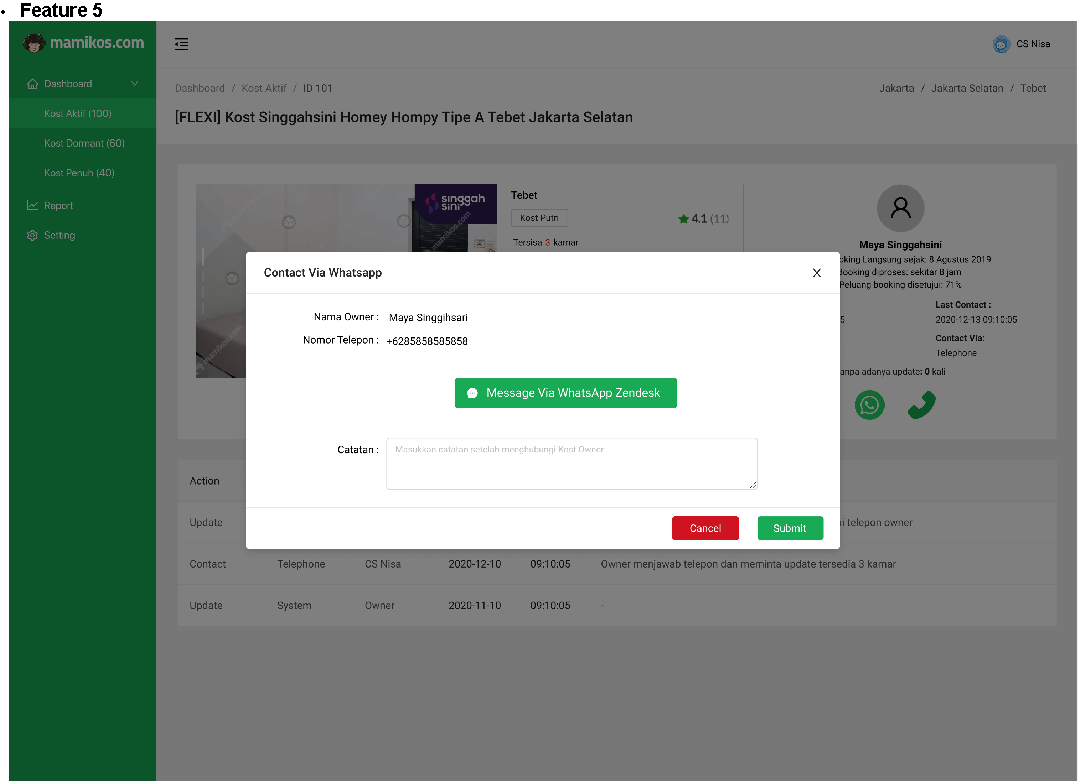 • Feature 5
mamikos.com
CS Nisa
Dashboard
Kost Aktif (100)
Kost Dormant (60)
Kost Penuh (40)
Report
Setting
Dashboard / Kost Aktif / ID 101
Jakarta / Jakarta Selatan / Tebet
[FLEXI] Kost Singgahsini Homey Hompy Tipe A Tebet Jakarta Selatan
singgah
sini
mamikos.com
Tebet
Kost Putri
4.1 (11)
Tersisa 3 kamar
Maya Singgahsini
oking Langsung sejak: 8 Agustus 2019
booking diproses: sekitar 8 jam
Peluang booking disetujui: 71%
Last Contact :
5
2020-12-13 09:10:05
Contact Via:
Telephone
anpa adanya update: 0 kali
Contact Via Whatsapp
X
Nama Owner : Maya Singgihsari
Nomor Telepon : +6285858585858
Message Via WhatsApp Zendesk
Catatan :
Masukkan catatan setelah menghubungi Kost Owner
Cancel
Submit
Action
Update
i telepon owner
Contact Telephone CS Nisa 2020-12-10 09:10:05 Owner menjawab telepon dan meminta update tersedia 3 kamar
Update System Owner 2020-11-10 09:10:05 -